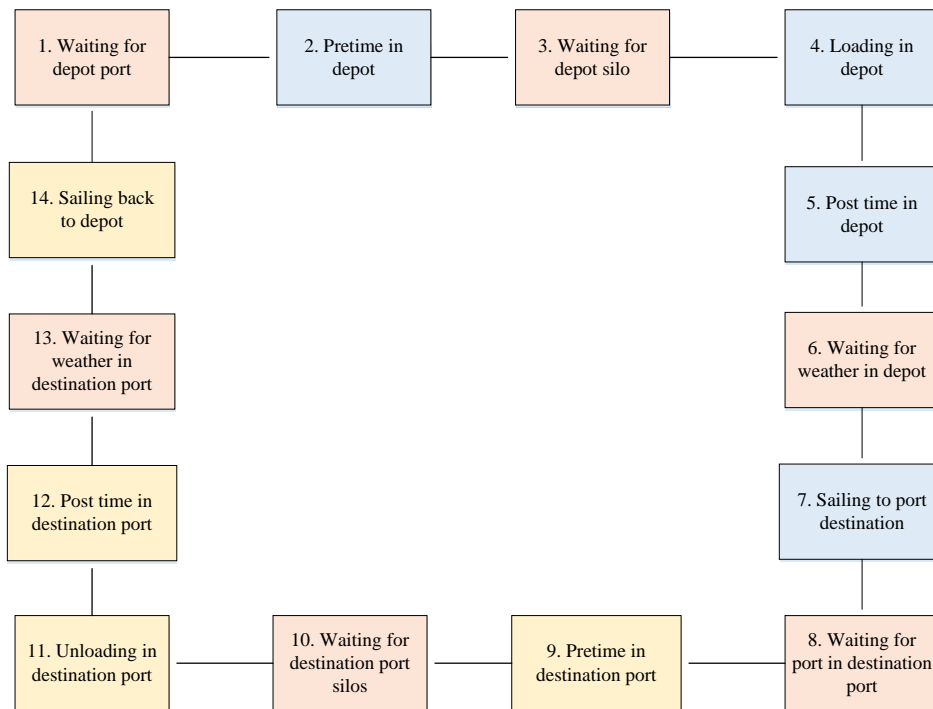 1. Waiting for
depot port
2. Pretime in
depot
3. Waiting for
depot silo
4. Loading in
depot
14. Sailing back
to depot
5. Post time in
depot
13. Waiting for
weather in
destination port
6. Waiting for
weather in depot
12. Post time in
destination port
7. Sailing to port
destination
11. Unloading in
destination port
10. Waiting for
destination port
silos
9. Pretime in
destination port
8. Waiting for
port in destination
port